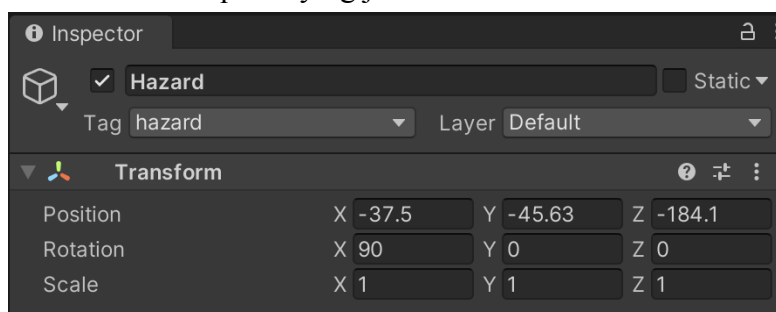 Inspector
Hazard Static
Tag hazard Layer Default
Transform
Position X -37.5 Y -45.63 Z -184.1
Rotation X 90 Y 0 Z 0
Scale X 1 Y 1 Z 1